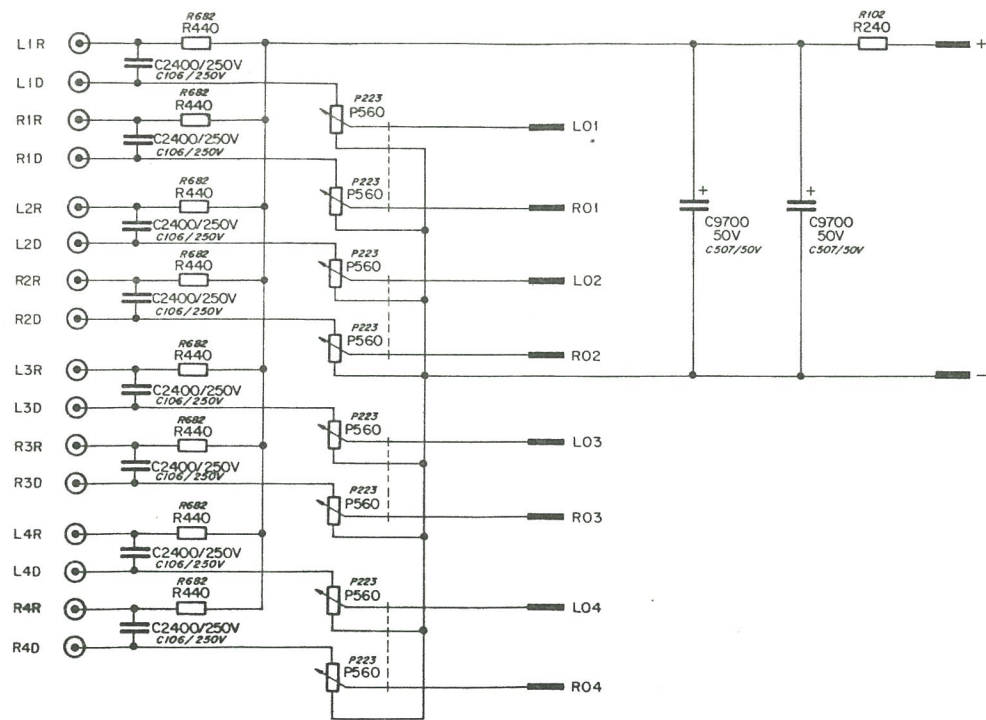 R682
R440
L1R
C2400/250V
C106/250V
L1D
R682
R440
R1R
C2400/250V
C106/250V
R1D
R682
R440
L2R
C2400/250V
C106/250V
L2D
R682
R440
R2R
C2400/250V
C106/250V
R2D
R682
R440
L3R
C2400/250V
C106/250V
L3D
R682
R440
R3R
C2400/250V
C106/250V
R3D
R682
R440
L4R
C2400/250V
C106/250V
L4D
R682
R440
R4R
C2400/250V
C106/250V
R4D
P223
P560
LO1
P223
P560
RO1
P223
P560
LO2
P223
P560
RO2
P223
P560
LO3
P223
P560
RO3
P223
P560
LO4
P223
P560
RO4
R102
R240
+
+
C9700
50V
C507/50V
+
C9700
50V
C507/50V
-